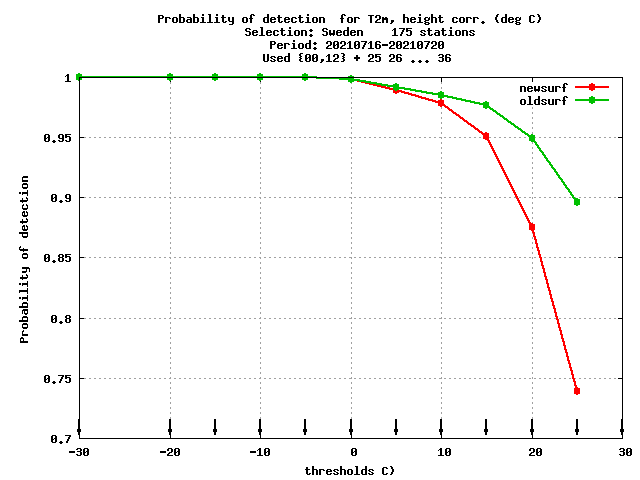 Probability of detection  for T2m, height corr. (deg C)
Selection: Sweden    175 stations
Period: 20210716-20210720
Used {00,12} + 25 26 ... 36
newsurf
oldsurf
1
0.95
0.9
0.85
0.8
0.75
0.7
Probability of detection
-30
-20
-10
0
10
20
30
thresholds C)